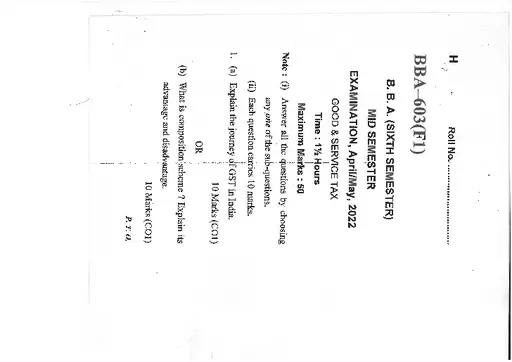 H
Roll No. ..............................
BBA–603(F1)
B. B. A. (SIXTH SEMESTER)
MID SEMESTER
EXAMINATION, April/May, 2022
GOOD & SERVICE TAX
Time : 1½ Hours
Maximum Marks : 50
Note : (i) Answer all the questions by choosing
any one of the sub-questions.
(ii) Each question carries 10 marks.
1. (a) Explain the journey of GST in India.
10 Marks (CO1)
OR
(b) What is composition scheme ? Explain its
advantage and disadvantage.
10 Marks (CO1)
P. T. O.